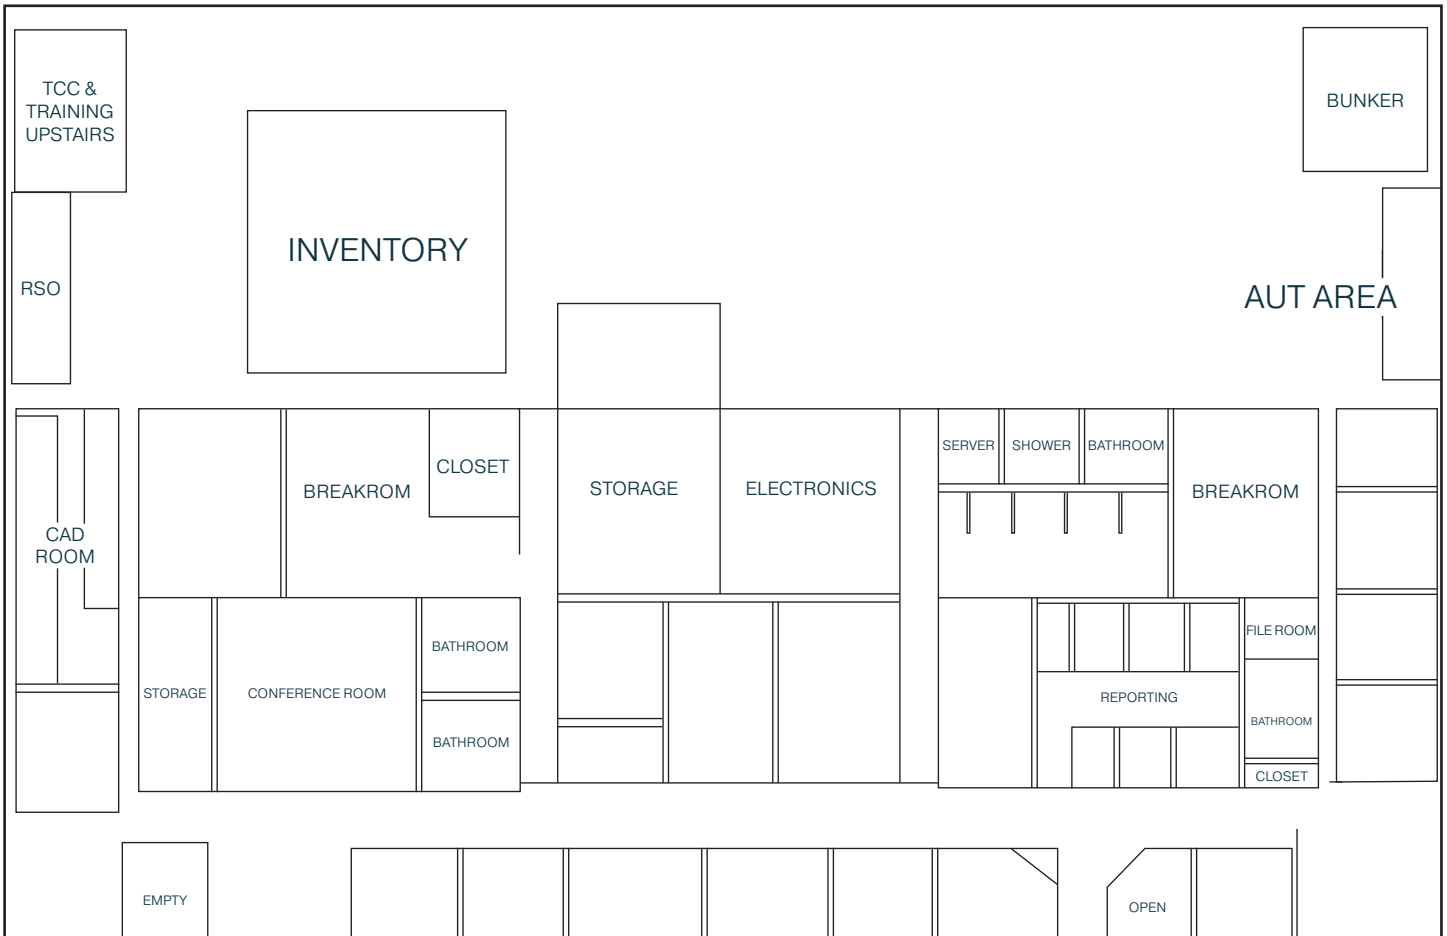 TCC &
TRAINING
UPSTAIRS
BUNKER
INVENTORY
RSO
AUT AREA
SERVER
SHOWER
BATHROOM
CLOSET
BREAKROM
STORAGE
ELECTRONICS
BREAKROM
CAD
ROOM
FILE ROOM
BATHROOM
STORAGE
CONFERENCE ROOM
REPORTING
BATHROOM
BATHROOM
CLOSET
EMPTY
OPEN